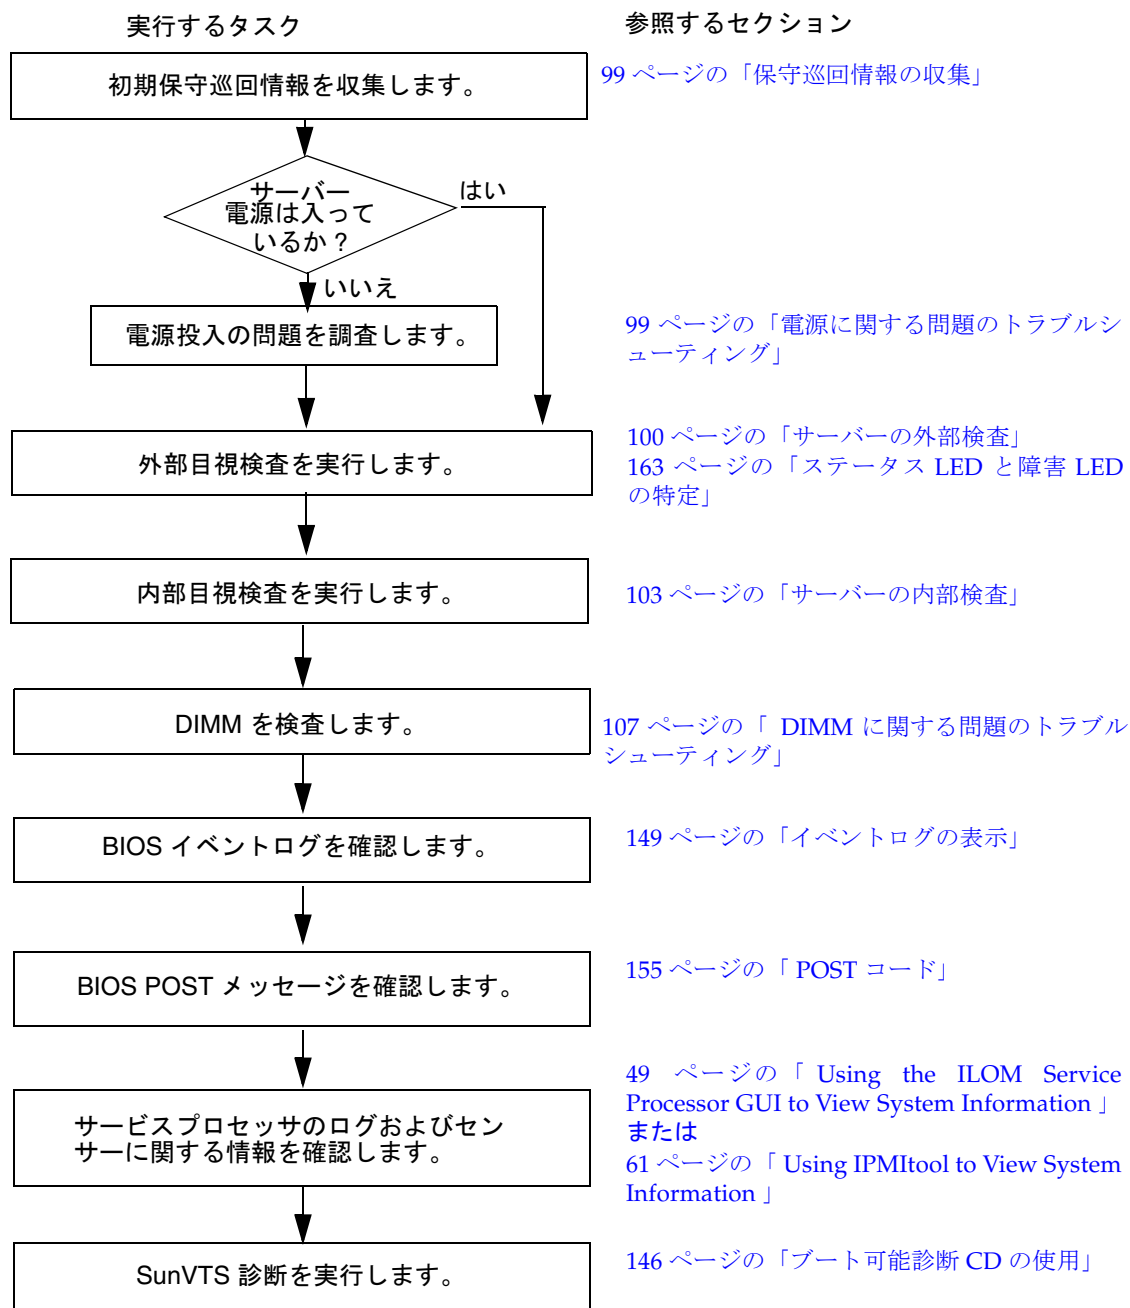 実行するタスク
参照するセクション
初期保守巡回情報を収集します。
99 ページの「保守巡回情報の収集」
サーバー
電源は入って
いるか ?
はい
いいえ
電源投入の問題を調査します。
99 ページの「電源に関する問題のトラブルシ
ューティング」
外部目視検査を実行します。
100 ページの「サーバーの外部検査」
163 ページの「ステータス LED と障害 LED
の特定」
内部目視検査を実行します。
103 ページの「サーバーの内部検査」
DIMM を検査します。
107 ページの「 DIMM に関する問題のトラブル
シューティング」
BIOS イベントログを確認します。
149 ページの「イベントログの表示」
BIOS POST メッセージを確認します。
155 ページの「 POST コード」
サービスプロセッサのログおよびセン
サーに関する情報を確認します。
49 ページの「 Using the ILOM Service
Processor GUI to View System Information 」
または
61 ページの「 Using IPMItool to View System
Information 」
SunVTS 診断を実行します。
146 ページの「ブート可能診断 CD の使用」